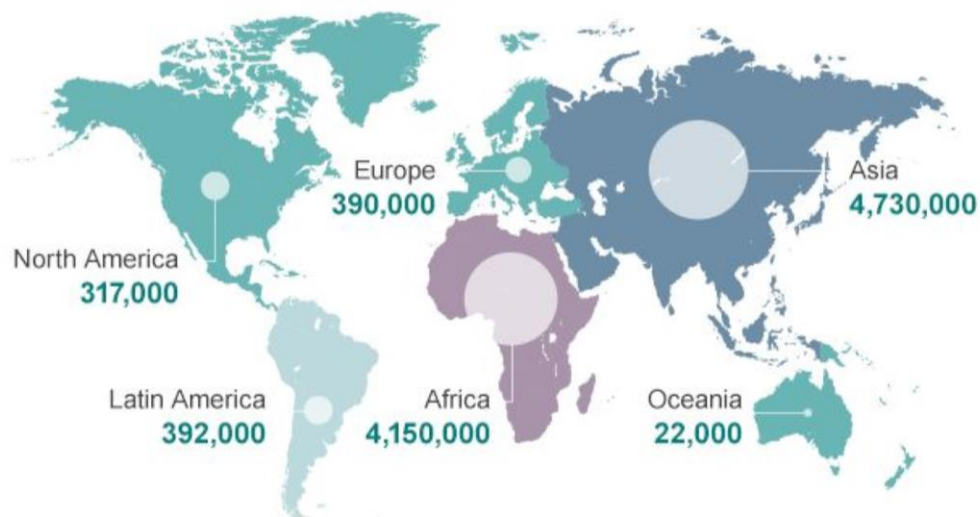 Europe
390,000
Asia
4,730,000
North America
317,000
Latin America
392,000
Africa
4,150,000
Oceania
22,000